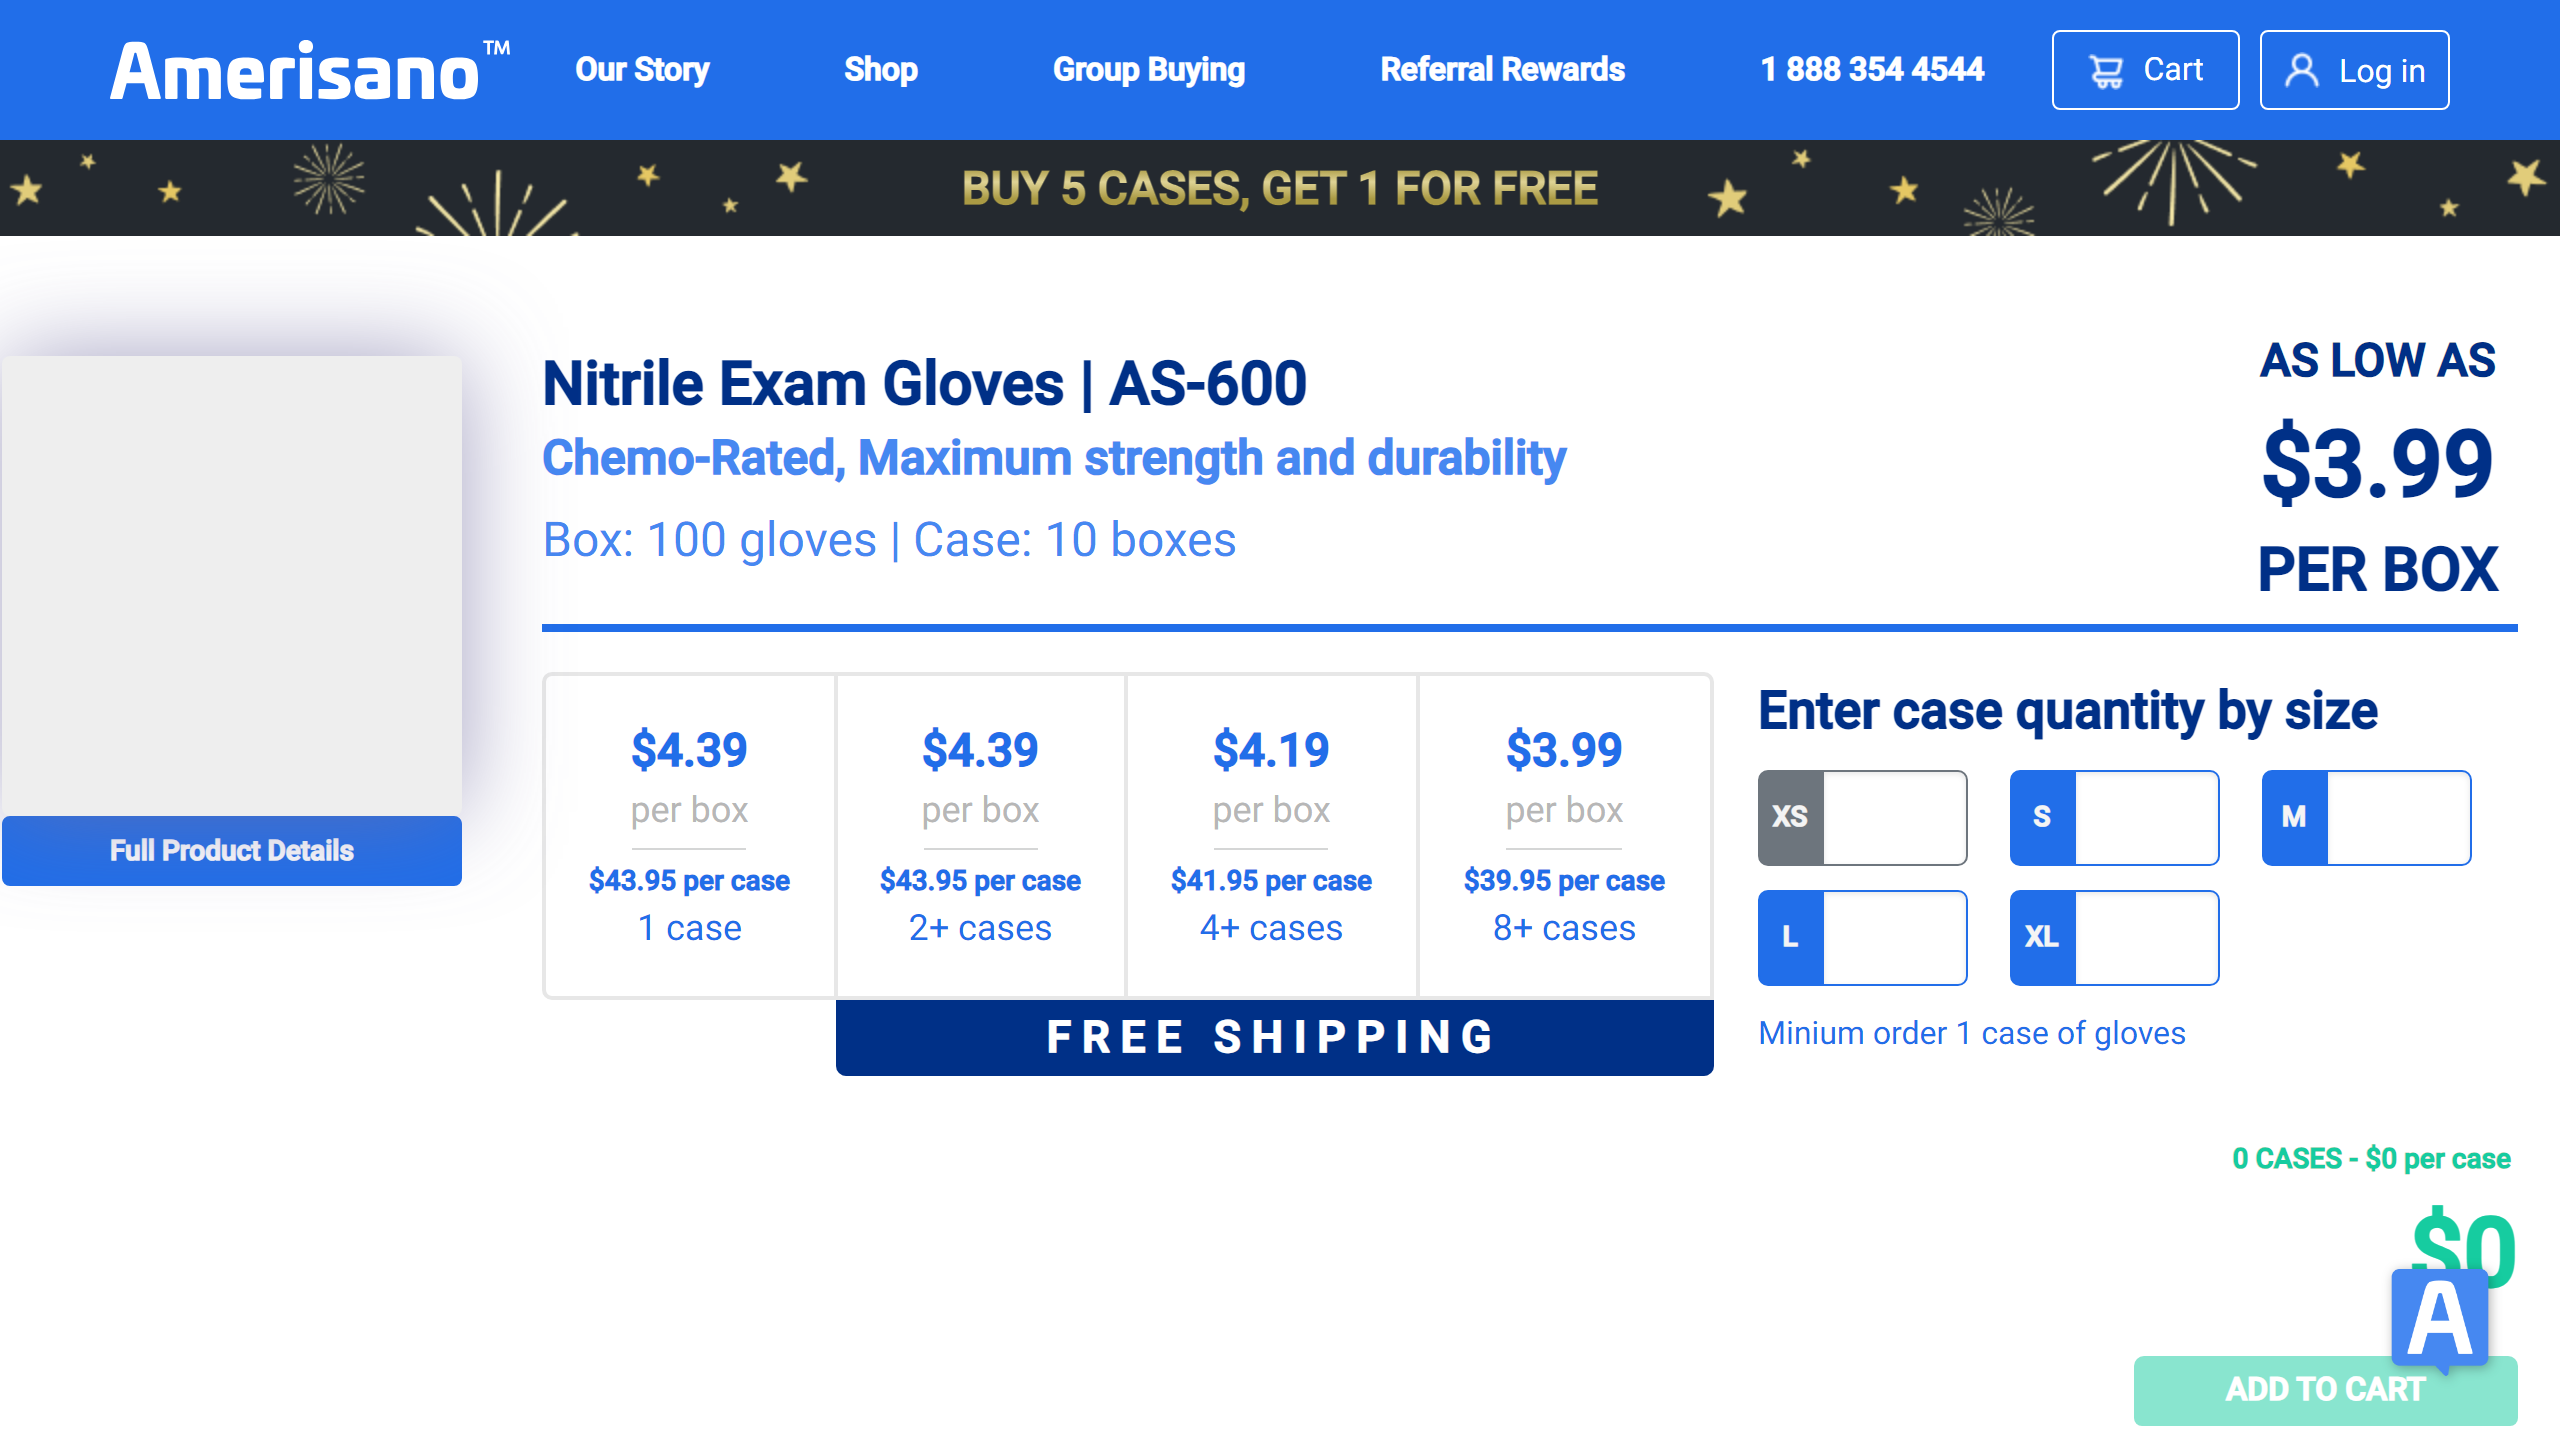 Amerisano™
Our Story
Shop
Group Buying
Referral Rewards
1 888 354 4544
Cart
Log in
BUY 5 CASES, GET 1 FOR FREE
Nitrile Exam Gloves | AS-600
Chemo-Rated, Maximum strength and durability
Box: 100 gloves | Case: 10 boxes
AS LOW AS
$3.99
PER BOX
Full Product Details
$4.39
per box
$43.95 per case
1 case
$4.39
per box
$43.95 per case
2+ cases
$4.19
per box
$41.95 per case
4+ cases
$3.99
per box
$39.95 per case
8+ cases
FREE SHIPPING
Enter case quantity by size
XS
S
M
L
XL
Minium order 1 case of gloves
0 CASES - $0 per case
$0
A
ADD TO CART